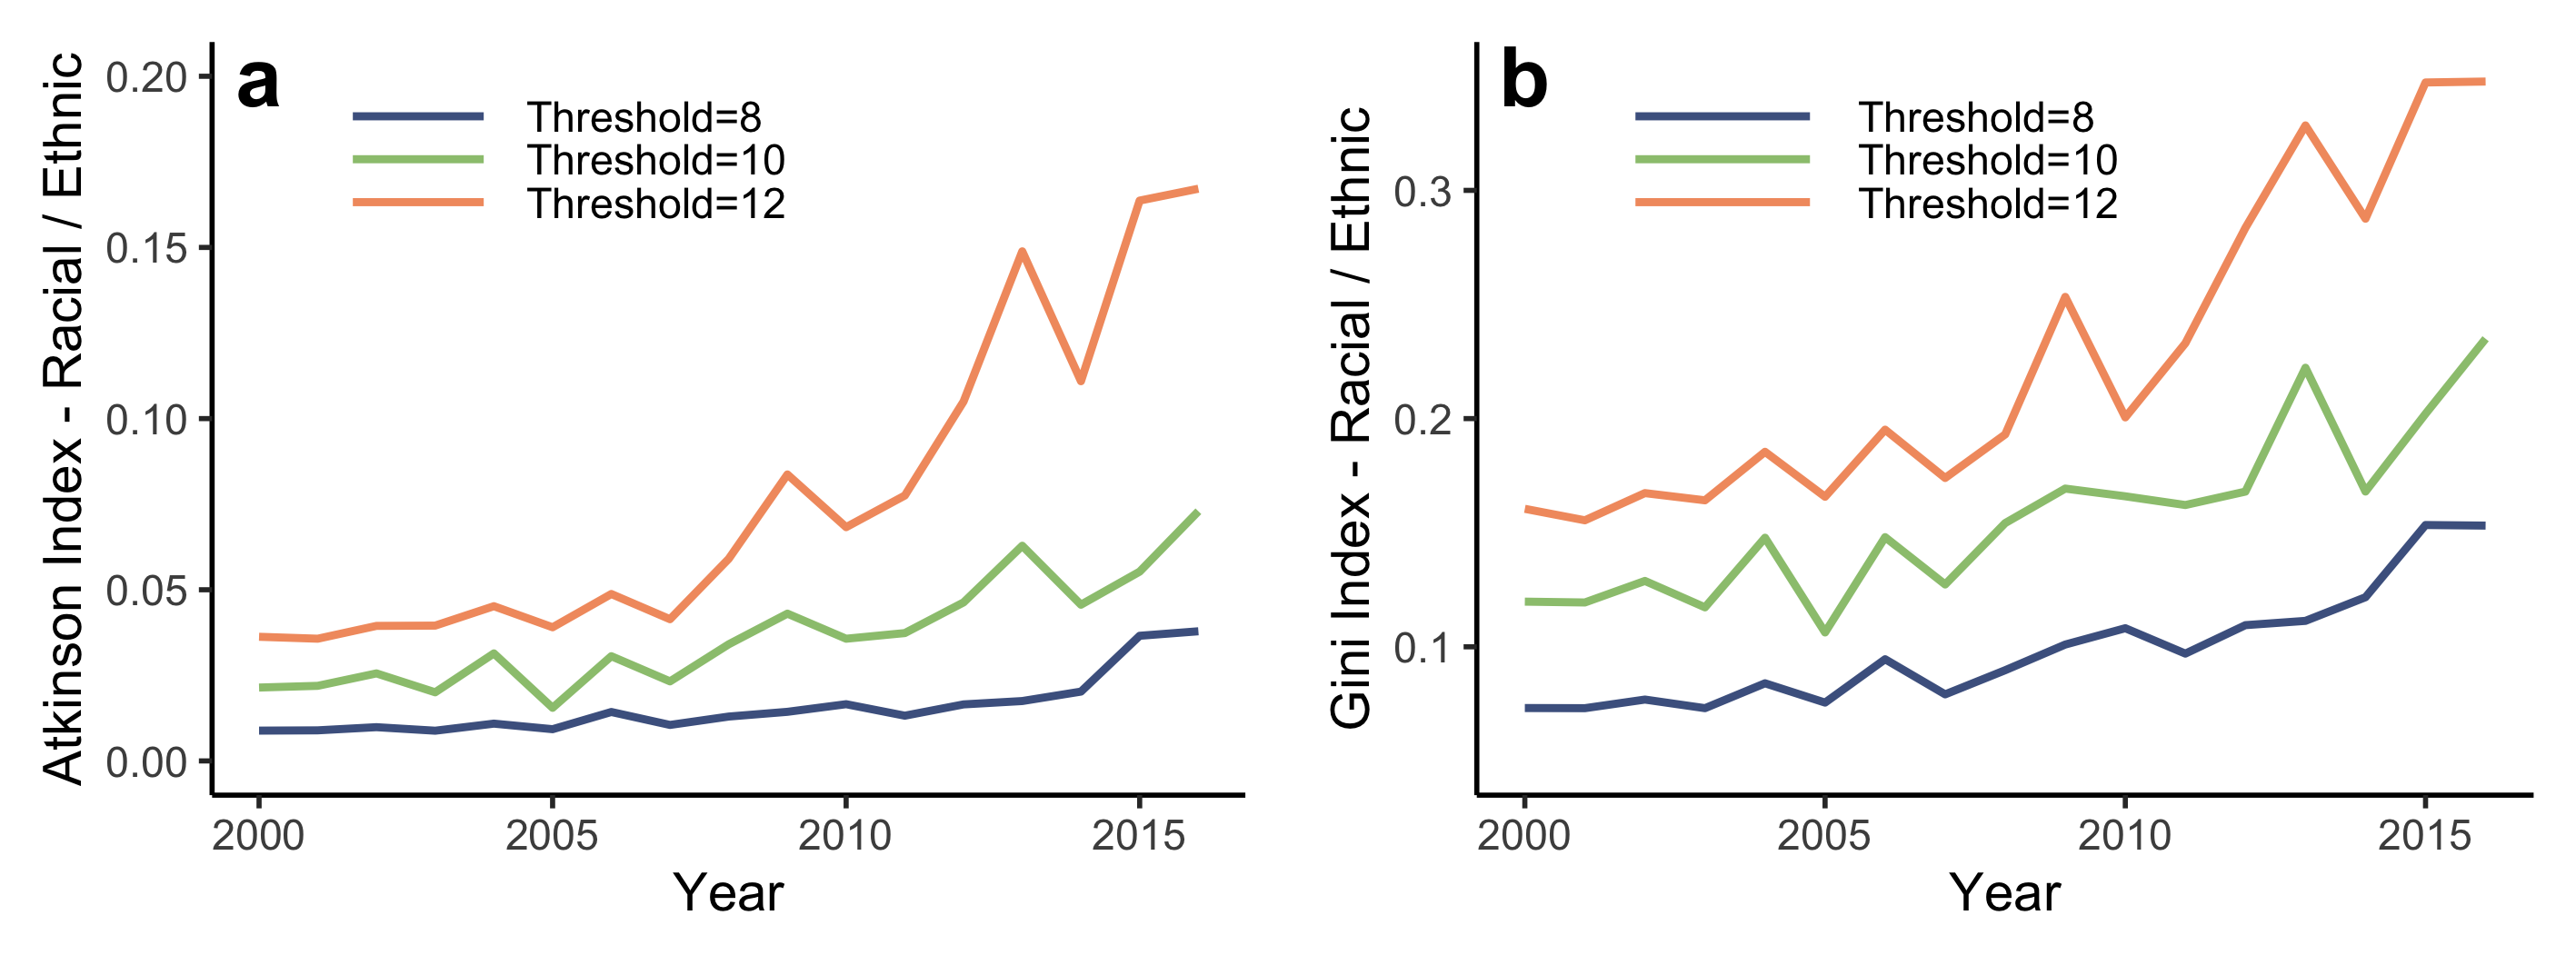 a
Atkinson Index - Racial / Ethnic
Threshold=8
Threshold=10
Threshold=12
0.20
0.15
0.10
0.05
0.00
2000 2005 2010 2015
Year
b
Gini Index - Racial / Ethnic
Threshold=8
Threshold=10
Threshold=12
0.3
0.2
0.1
2000 2005 2010 2015
Year